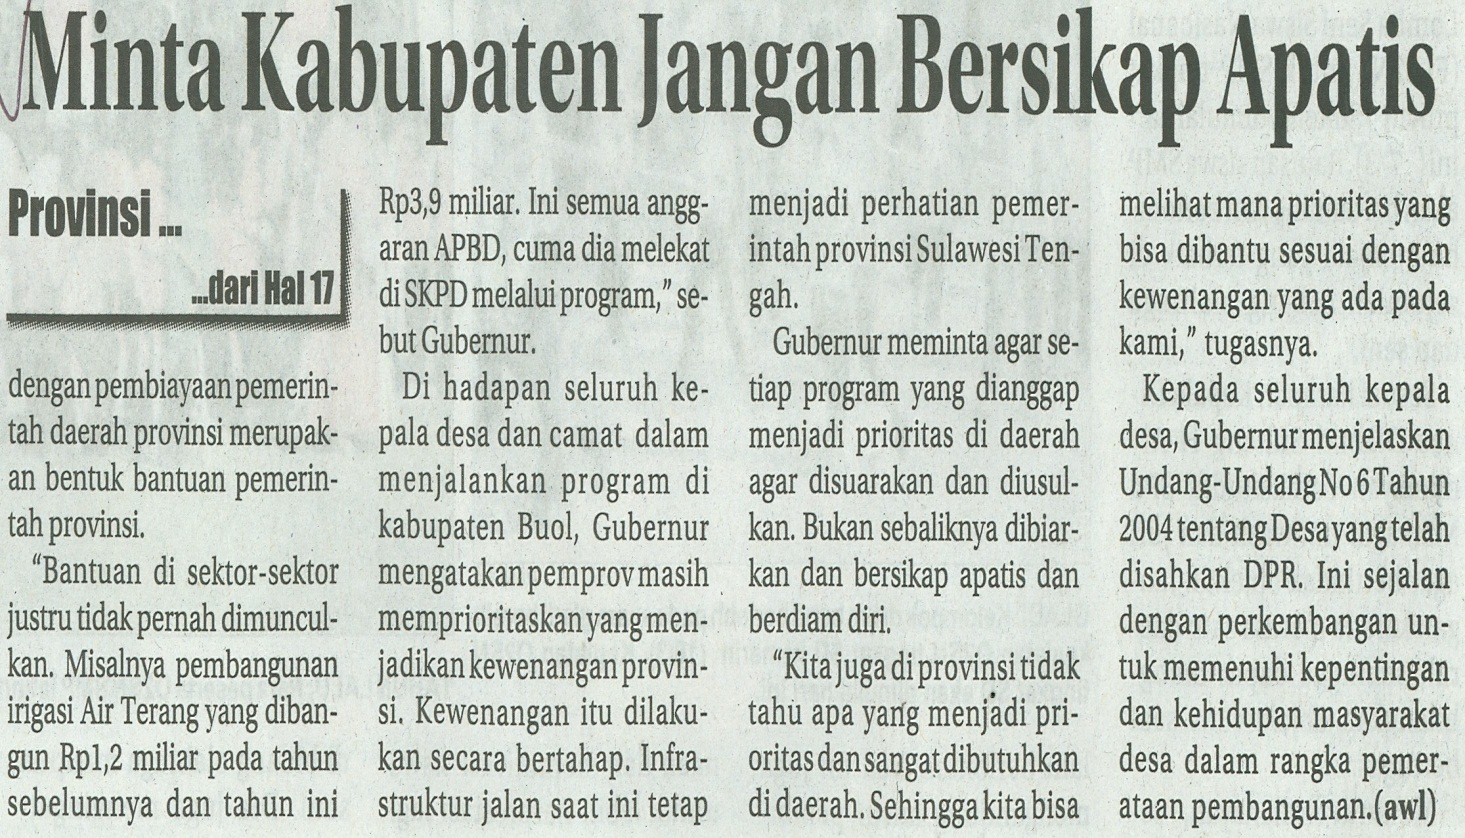 Minta Kabupaten Jangan Bersikap Apatis
Provinsi ...
...dari Hal 17
dengan pembiayaan pemerin-
tah daerah provinsi merupak-
an bentuk bantuan pemerin-
tah provinsi.
“Bantuan di sektor-sektor
justru tidak pernah dimuncul-
kan. Misalnya pembangunan
irigasi Air Terang yang diban-
gun Rp1,2 miliar pada tahun
sebelumnya dan tahun ini
Rp3,9 miliar. Ini semua angg-
aran APBD, cuma dia melekat
di SKPD melalui program,” se-
but Gubernur.
Di hadapan seluruh ke-
pala desa dan camat dalam
menjalankan program di
kabupaten Buol, Gubernur
mengatakan pemprov masih
memprioritaskan yang men-
jadikan kewenangan provin-
si. Kewenangan itu dilaku-
kan secara bertahap. Infra-
struktur jalan saat ini tetap
menjadi perhatian pemer-
intah provinsi Sulawesi Ten-
gah.
Gubernur meminta agar se-
tiap program yang dianggap
menjadi prioritas di daerah
agar disuarakan dan diusul-
kan. Bukan sebaliknya dibiar-
kan dan bersikap apatis dan
berdiam diri.
“Kita juga di provinsi tidak
tahu apa yang menjadi pri-
oritas dan sangat dibutuhkan
di daerah. Sehingga kita bisa
melihat mana prioritas yang
bisa dibantu sesuai dengan
kewenangan yang ada pada
kami,” tugasnya.
Kepada seluruh kepala
desa, Gubernur menjelaskan
Undang-Undang No 6 Tahun
2004 tentang Desa yang telah
disahkan DPR. Ini sejalan
dengan perkembangan un-
tuk memenuhi kepentingan
dan kehidupan masyarakat
desa dalam rangka pemer-
ataan pembangunan.(awl)